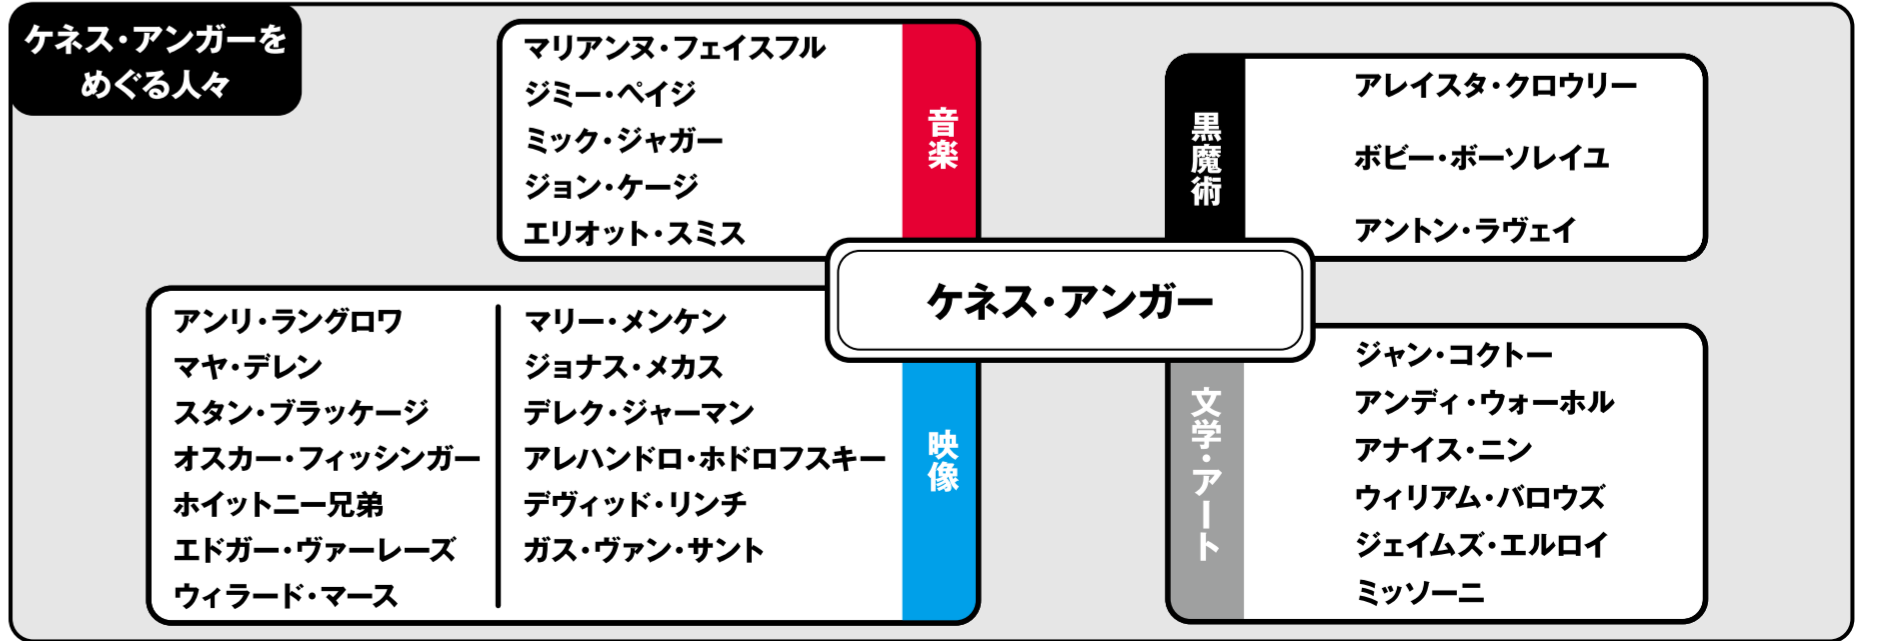 ケネス・アンガーを
めぐる人々
マリアンヌ・フェイスフル
ジミー・ペイジ
ミック・ジャガー
ジョン・ケージ
エリオット・スミス
音楽
黒魔術
アレイスタ・クロウリー
ボビー・ボーソレイユ
アントン・ラヴェイ
ケネス・アンガー
アンリ・ラングロワ
マヤ・デレン
スタン・ブラッケージ
オスカー・フィッシンガー
ホイットニー兄弟
エドガー・ヴァーレーズ
ウィラード・マース
マリー・メンケン
ジョナス・メカス
デレク・ジャーマン
アレハンドロ・ホドロフスキー
デヴィッド・リンチ
ガス・ヴァン・サント
映像
文学・アート
ジャン・コクトー
アンディ・ウォーホル
アナイス・ニン
ウィリアム・バロウズ
ジェイムズ・エルロイ
ミッソーニ